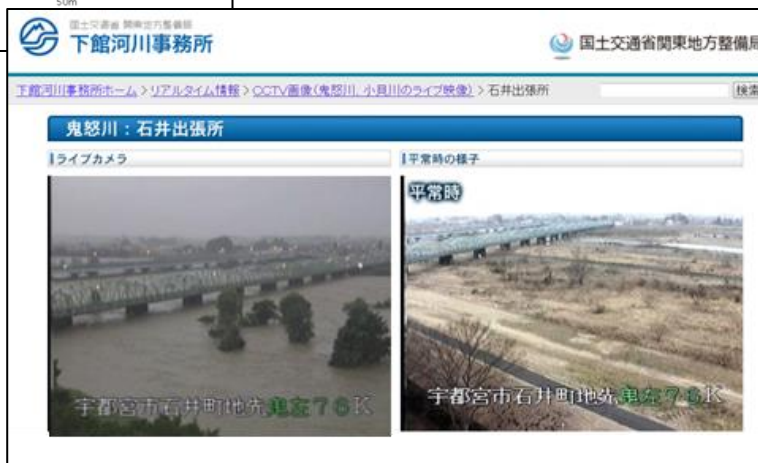 50m
国土交通省 関東地方整備局
下館河川事務所
国土交通省関東地方整備局
下館河川事務所ホーム > リアルタイム情報 > CCTV画像(鬼怒川、小貝川のライブ映像) > 石井出張所
検索
鬼怒川：石井出張所
ライブカメラ
平常時の様子
平常時
宇都宮市石井町地先鬼左76K
宇都宮市石井町地先鬼左76K